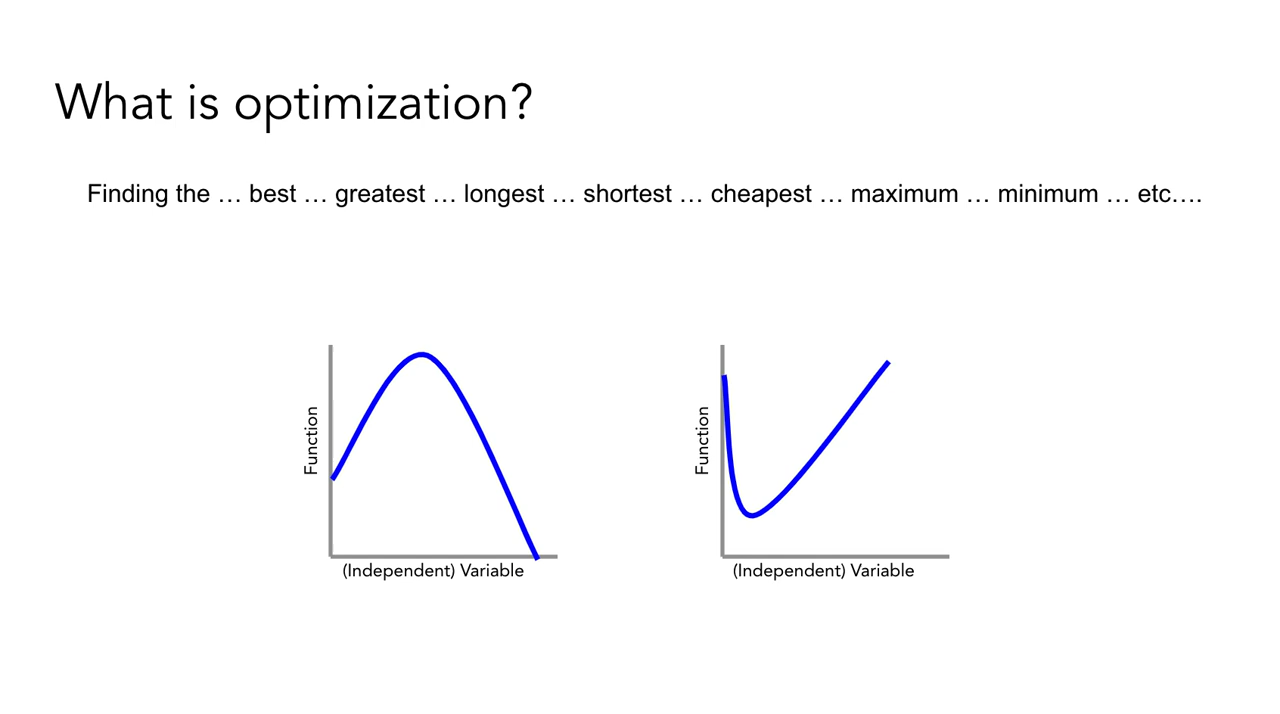 What is optimization?
Finding the … best … greatest … longest … shortest … cheapest … maximum … minimum … etc….
Function
(Independent) Variable
Function
(Independent) Variable